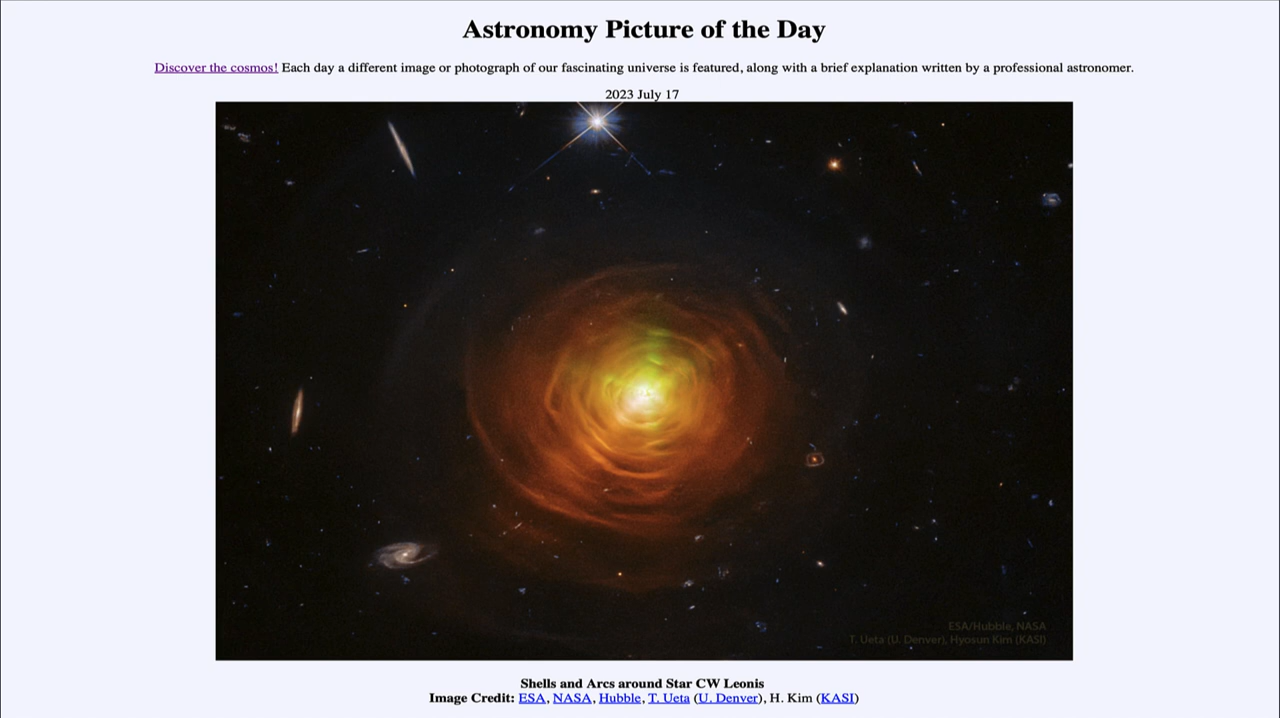 Astronomy Picture of the Day
Discover the cosmos! Each day a different image or photograph of our fascinating universe is featured, along with a brief explanation written by a professional astronomer.
2023 July 17
ESA/Hubble, NASA
T. Ueta (U. Denver), Hyosun Kim (KASI)
Shells and Arcs around Star CW Leonis
Image Credit: ESA, NASA, Hubble, T. Ueta (U. Denver), H. Kim (KASI)